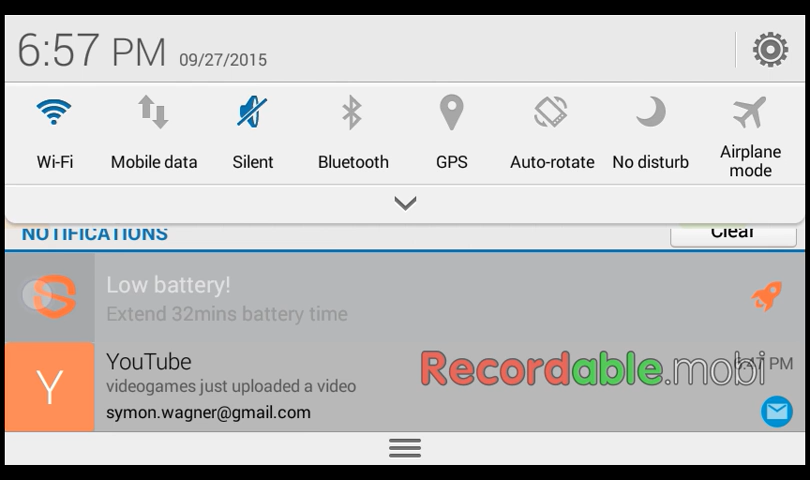 6:57 PM 09/27/2015
Wi-Fi Mobile data Silent Bluetooth GPS Auto-rotate No disturb Airplane mode
NOTIFICATIONS Clear
Low battery!
Extend 32mins battery time
Y YouTube 6:47 PM
videogames just uploaded a video
symon.wagner@gmail.com
Recordable.mobi